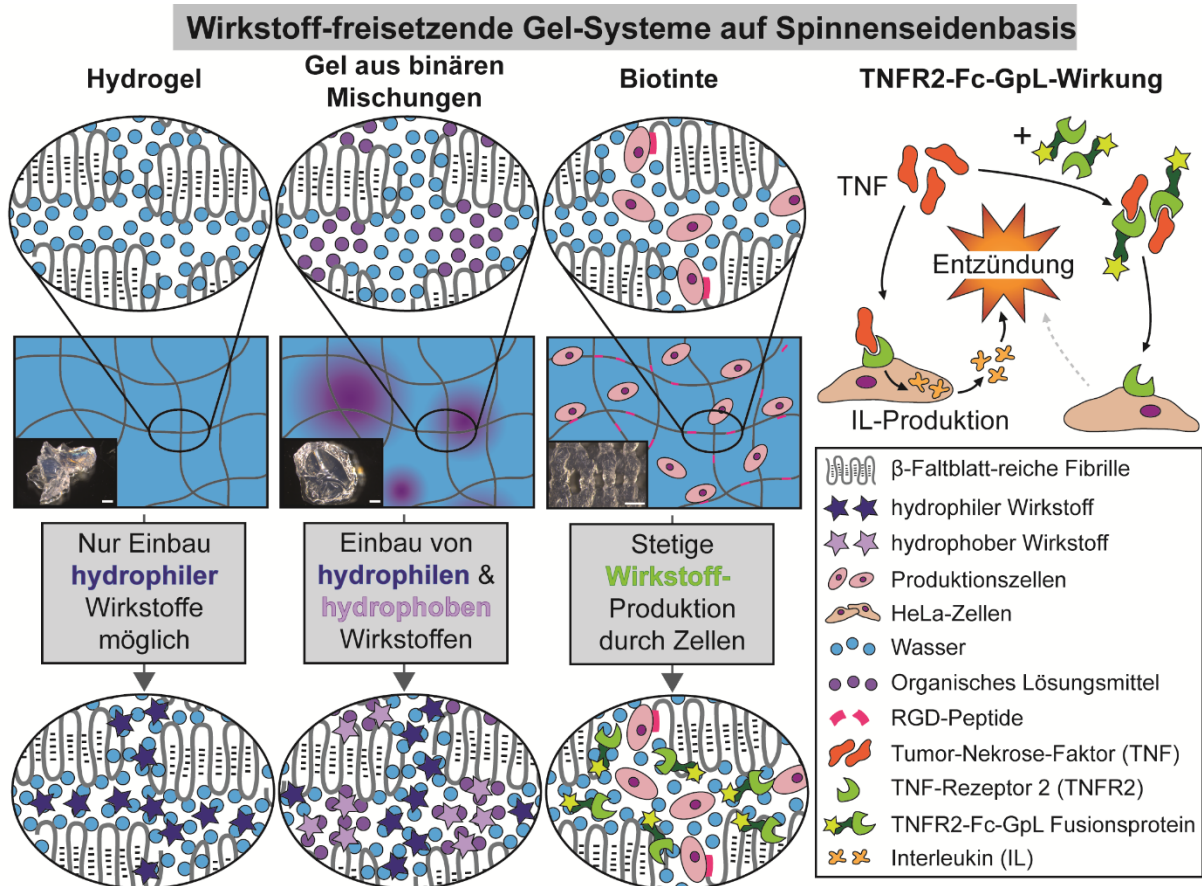 Wirkstoff-freisetzende Gel-Systeme auf Spinnenseidenbasis
Hydrogel
Gel aus binären
Mischungen
Biotinte
TNFR2-Fc-GpL-Wirkung
+
TNF
Entzündung
IL-Produktion
Nur Einbau
hydrophiler
Wirkstoffe
möglich
Einbau von
hydrophilen &
hydrophoben
Wirkstoffen
Stetige
Wirkstoff-
Produktion
durch Zellen
β-Faltblatt-reiche Fibrille
hydrophiler Wirkstoff
hydrophober Wirkstoff
Produktionszellen
HeLa-Zellen
Wasser
Organisches Lösungsmittel
RGD-Peptide
Tumor-Nekrose-Faktor (TNF)
TNF-Rezeptor 2 (TNFR2)
TNFR2-Fc-GpL Fusionsprotein
Interleukin (IL)